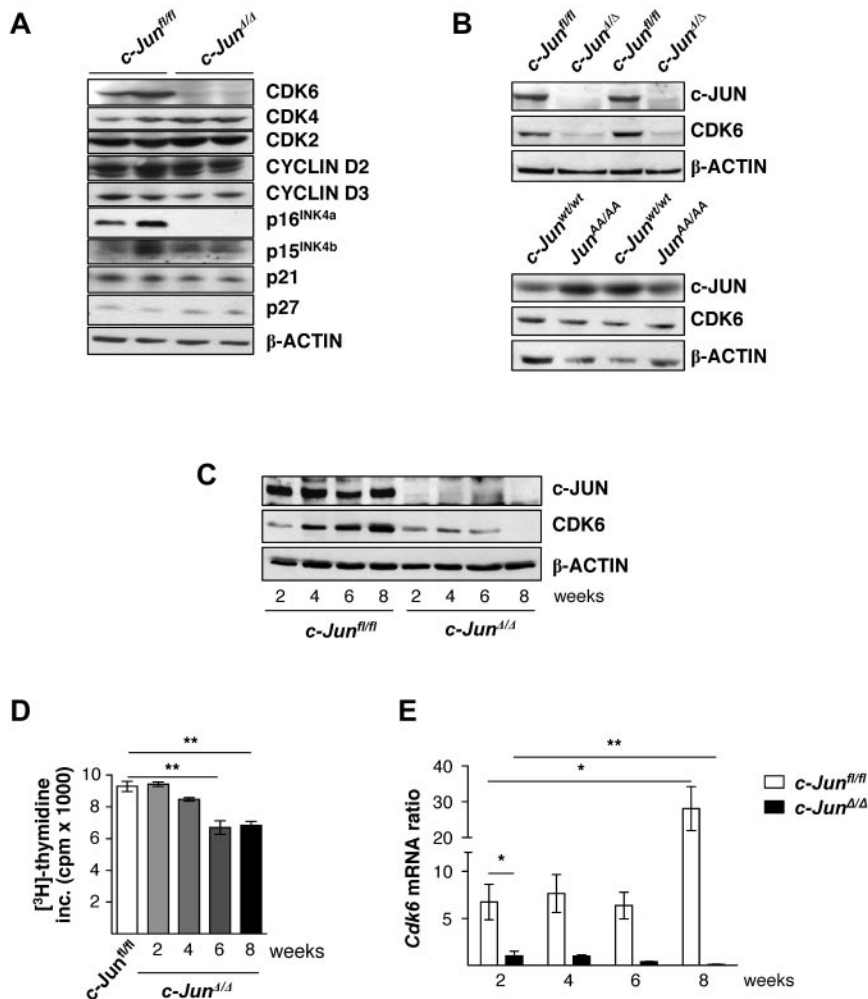 A
c-Jun^fl/fl c-Jun^Δ/Δ
CDK6
CDK4
CDK2
CYCLIN D2
CYCLIN D3
p16^INK4a
p15^INK4b
p21
p27
β-ACTIN
B
c-Jun^fl/fl c-Jun^Δ/Δ c-Jun^fl/fl c-Jun^Δ/Δ
c-JUN
CDK6
β-ACTIN
c-Jun^wt/wt Jun^AA/AA c-Jun^wt/wt Jun^AA/AA
c-JUN
CDK6
β-ACTIN
C
c-JUN
CDK6
β-ACTIN
2 4 6 8 2 4 6 8 weeks
c-Jun^fl/fl c-Jun^Δ/Δ
D
[³H]-thymidine
inc. (cpm x 1000)
**
**
10
8
6
4
2
c-Jun^fl/fl 2 4 6 8 weeks
c-Jun^Δ/Δ
E
Cdk6 mRNA ratio
**
*
*
40
30
20
10
5
2 4 6 8 weeks
c-Jun^fl/fl
c-Jun^Δ/Δ